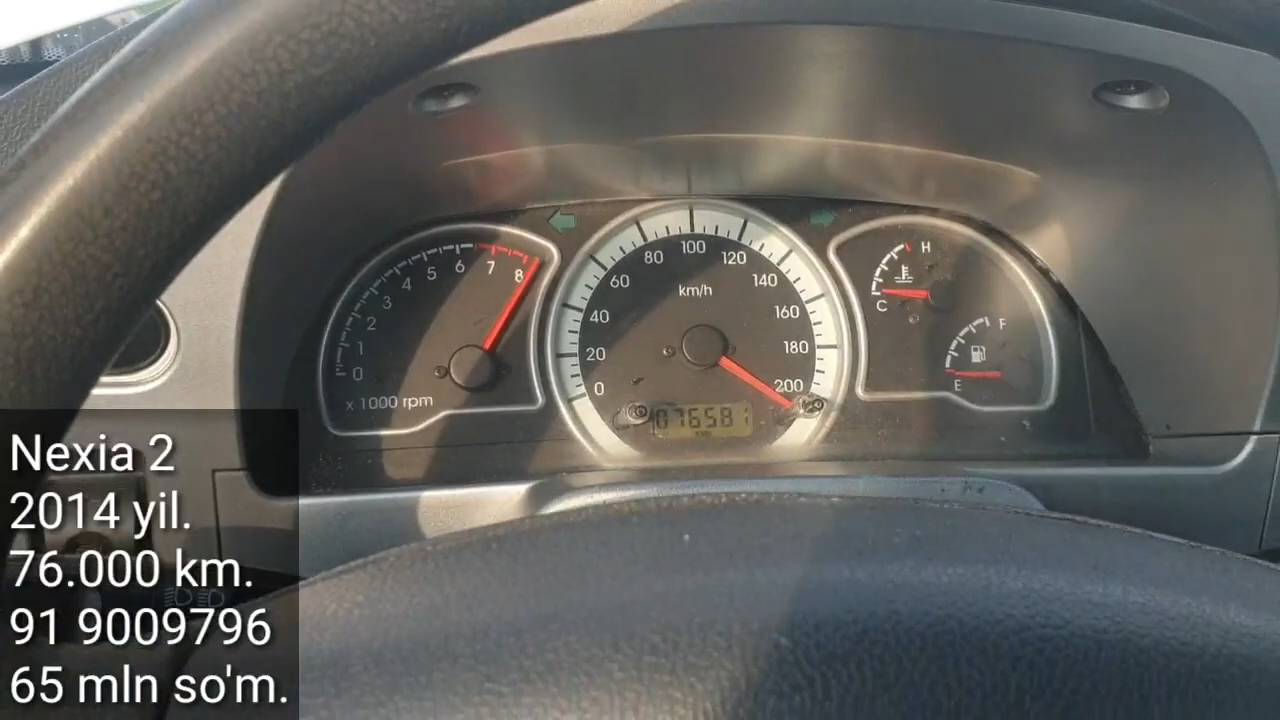 6 7 8
5
4
3
2
1
0
x 1000 rpm
100
80 120
60 140
km/h
40 160
20 180
0 200
076581
H
C
F
E
Nexia 2
2014 yil.
76.000 km.
91 9009796
65 mln so'm.